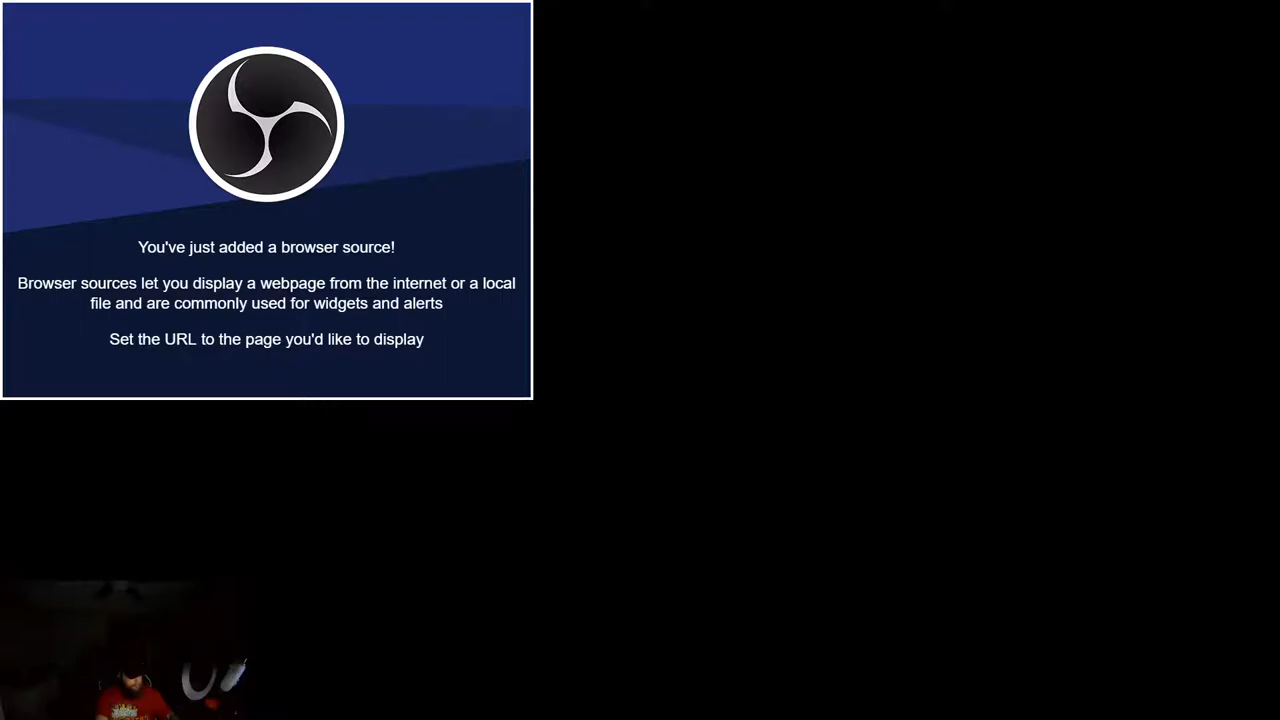 You've just added a browser source!
Browser sources let you display a webpage from the internet or a local
file and are commonly used for widgets and alerts
Set the URL to the page you'd like to display